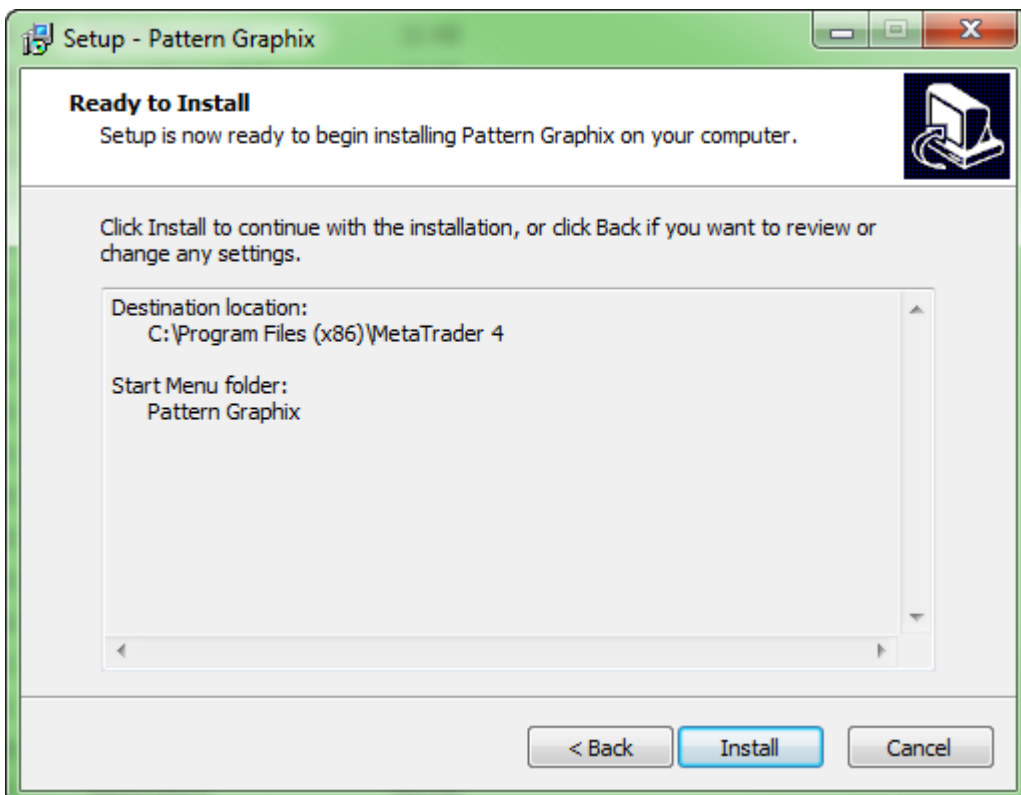 Setup - Pattern Graphix
Ready to Install
Setup is now ready to begin installing Pattern Graphix on your computer.
Click Install to continue with the installation, or click Back if you want to review or
change any settings.
Destination location:
C:\Program Files (x86)\MetaTrader 4
Start Menu folder:
Pattern Graphix
< Back
Install
Cancel